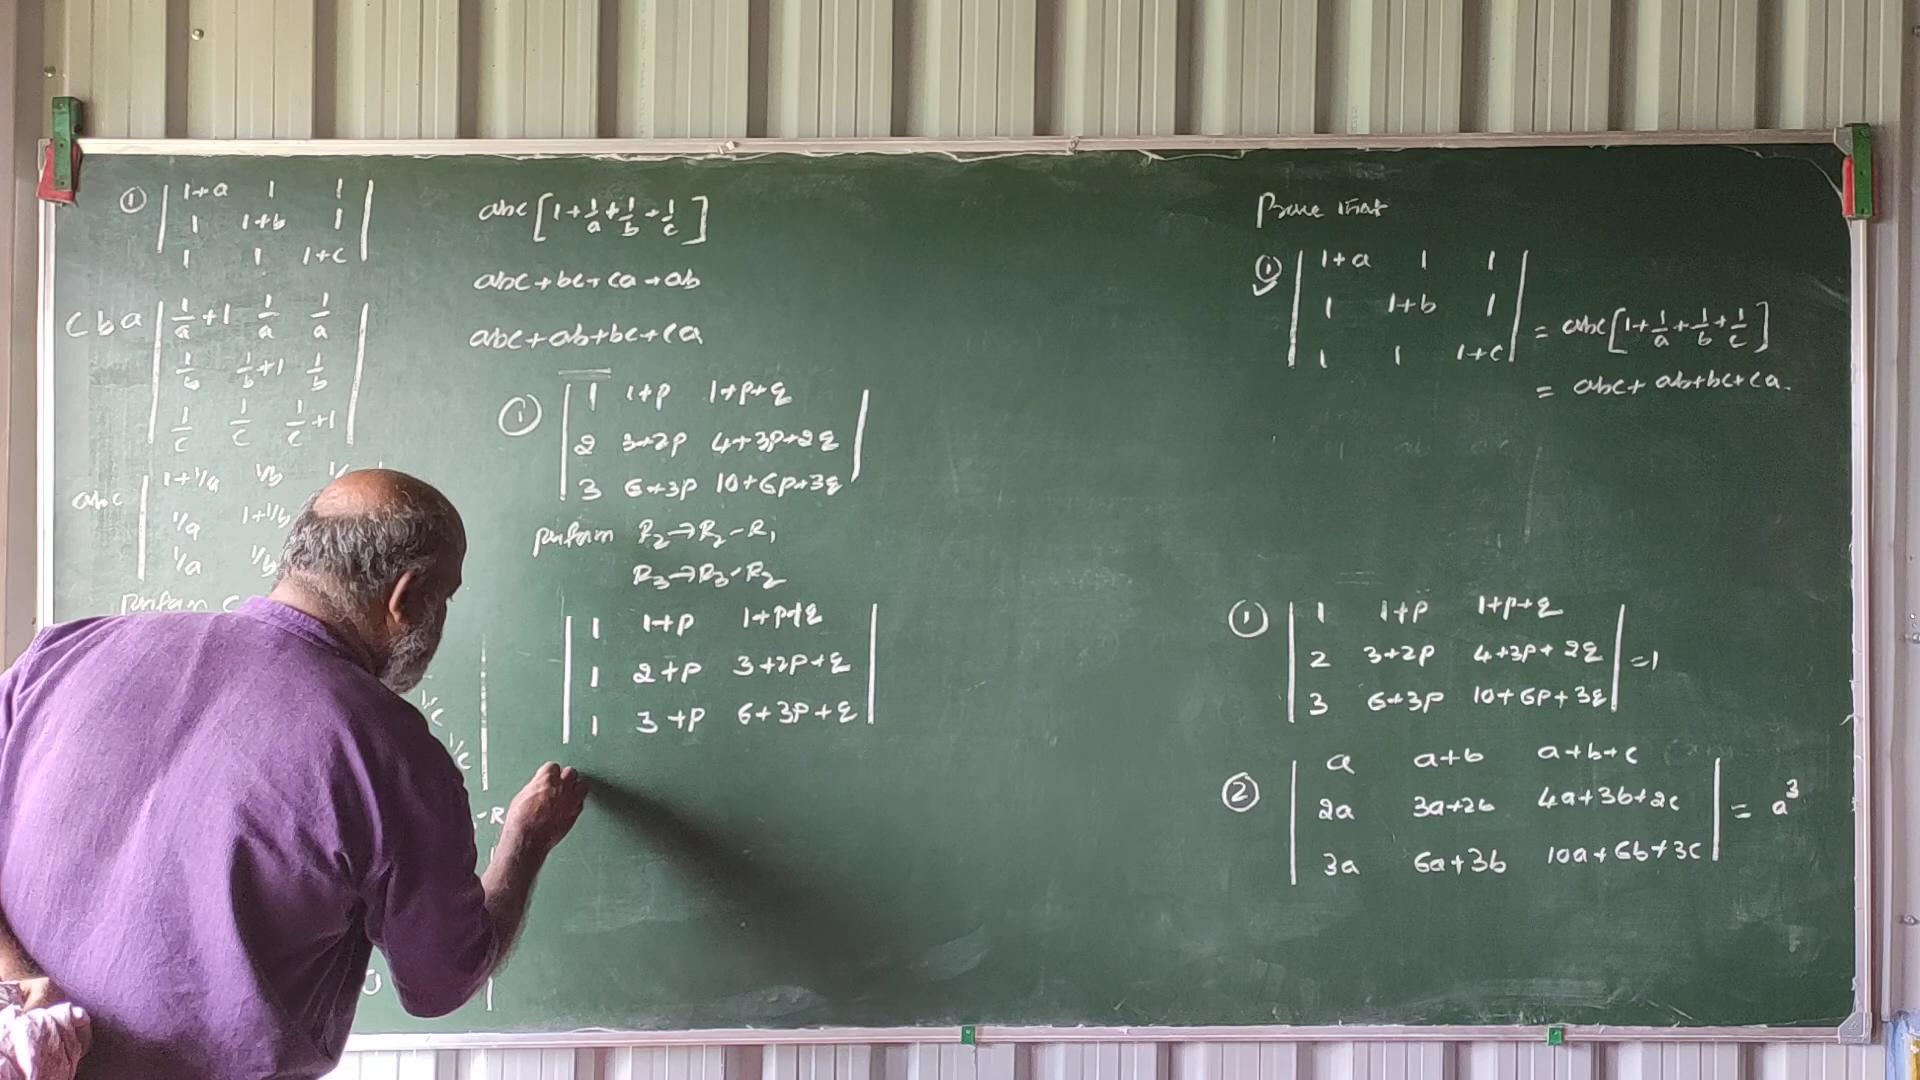 ① | 1+a 1 1 |
| 1 1+b 1 |
| 1 1 1+c |
c b a | 1/a+1 1/a 1/a |
| 1/b 1/b+1 1/b |
| 1/c 1/c 1/c+1 |
abc | 1+1/a 1/b
1/a 1+1/b
1/a 1/b
Perform C
1/c
1/c
-R
0
abc[1+1/a+1/b+1/c]
abc+bc+ca+ab
abc+ab+bc+ca
① | 1 1+p 1+p+q |
| 2 3+2p 4+3p+2q |
| 3 6+3p 10+6p+3q |
perform R₂→R₂-R₁
R₃→R₃-R₂
| 1 1+p 1+p+q |
| 1 2+p 3+2p+q |
| 1 3+p 6+3p+q |
Prove that
① | 1+a 1 1 |
| 1 1+b 1 |
| 1 1 1+c | = abc[1+1/a+1/b+1/c]
= abc+ab+bc+ca.
① | 1 1+p 1+p+q |
| 2 3+2p 4+3p+2q | =1
| 3 6+3p 10+6p+3q |
② | a a+b a+b+c |
| 2a 3a+2b 4a+3b+2c | = a³
| 3a 6a+3b 10a+6b+3c |